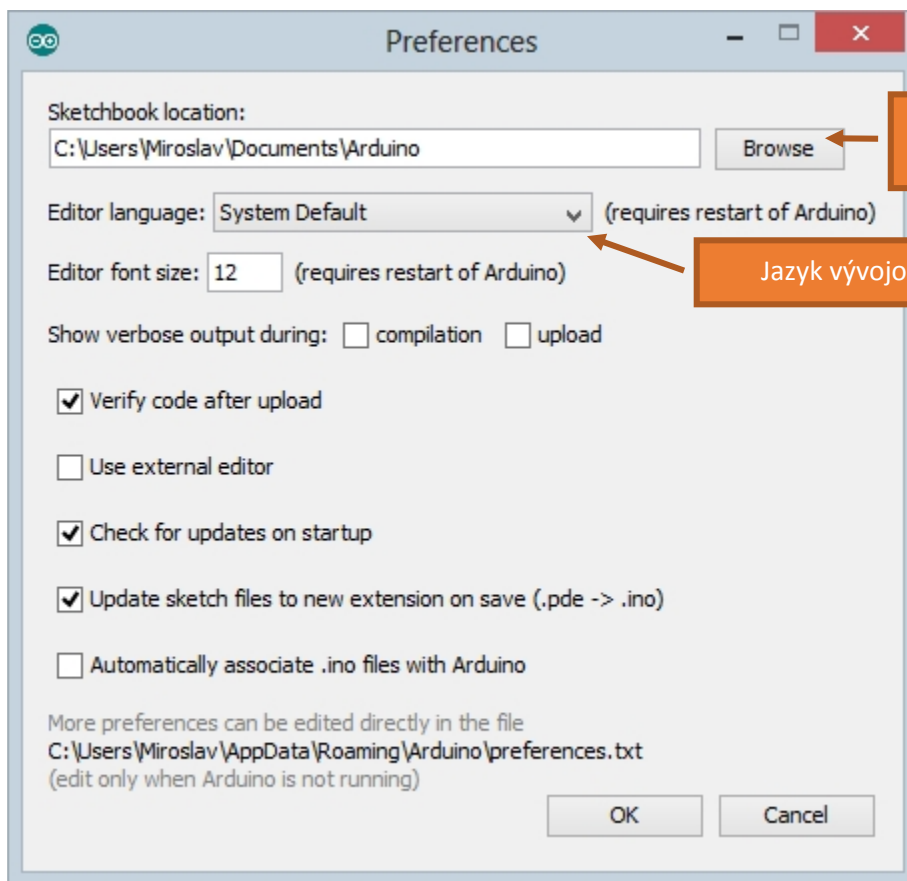 Preferences
Sketchbook location:
C:\Users\Miroslav\Documents\Arduino Browse
Editor language: System Default (requires restart of Arduino)
Editor font size: 12 (requires restart of Arduino)
Jazyk vývojo
Show verbose output during: compilation upload
Verify code after upload
Use external editor
Check for updates on startup
Update sketch files to new extension on save (.pde -> .ino)
Automatically associate .ino files with Arduino
More preferences can be edited directly in the file
C:\Users\Miroslav\AppData\Roaming\Arduino\preferences.txt
(edit only when Arduino is not running)
OK Cancel